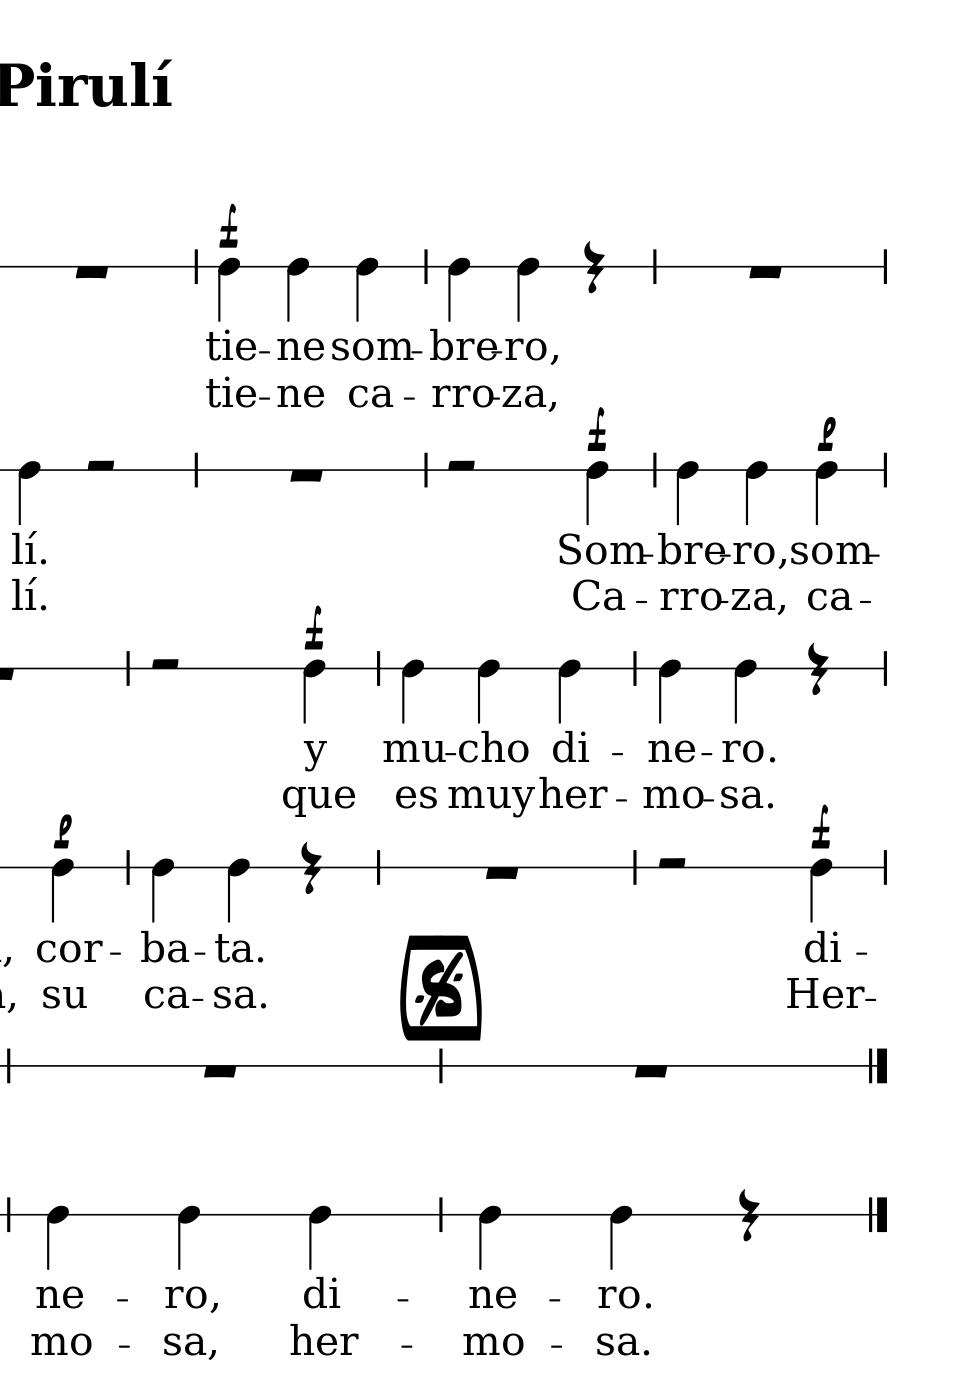 Pirulí
f
tie-ne som-bre-ro,
tie-ne ca-rro-za,
f p
lí. Som-bre-ro, som-
lí. Ca-rro-za, ca-
f
y mu-cho di-ne-ro.
que es muy her-mo-sa.
p f
cor-ba-ta. di-
su ca-sa. Her-
ne-ro, di-ne-ro.
mo-sa, her-mo-sa.